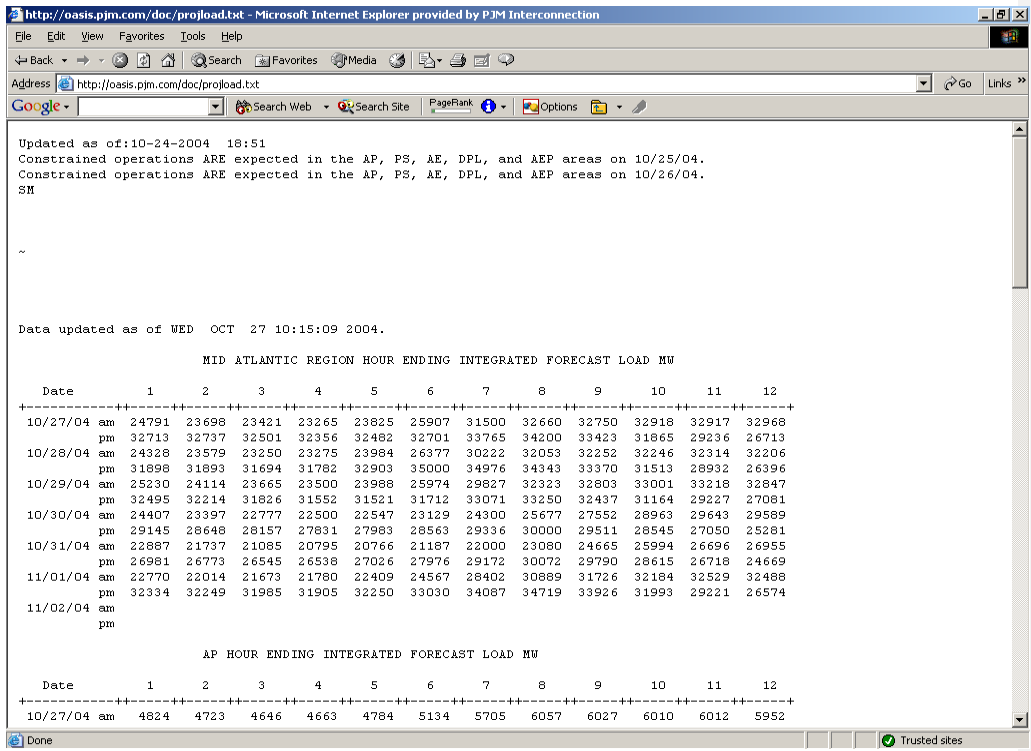 http://oasis.pjm.com/doc/projload.txt - Microsoft Internet Explorer provided by PJM Interconnection
File Edit View Favorites Tools Help
Back Search Favorites Media
Address http://oasis.pjm.com/doc/projload.txt Go Links »
Google Search Web Search Site PageRank Options
Updated as of:10-24-2004 18:51
Constrained operations ARE expected in the AP, PS, AE, DPL, and AEP areas on 10/25/04.
Constrained operations ARE expected in the AP, PS, AE, DPL, and AEP areas on 10/26/04.
SM
~
Data updated as of WED OCT 27 10:15:09 2004.
MID ATLANTIC REGION HOUR ENDING INTEGRATED FORECAST LOAD MW
Date 1 2 3 4 5 6 7 8 9 10 11 12
+-----------++-----++-----++-----++-----++-----++-----++-----++-----++-----++-----++-----++-----+
10/27/04 am 24791 23698 23421 23265 23825 25907 31500 32660 32750 32918 32917 32968
pm 32713 32737 32501 32356 32482 32701 33765 34200 33423 31865 29236 26713
10/28/04 am 24328 23579 23250 23275 23984 26377 30222 32053 32252 32246 32314 32206
pm 31898 31893 31694 31782 32903 35000 34976 34343 33370 31513 28932 26396
10/29/04 am 25230 24114 23665 23500 23988 25974 29827 32323 32803 33001 33218 32847
pm 32495 32214 31826 31552 31521 31712 33071 33250 32437 31164 29227 27081
10/30/04 am 24407 23397 22777 22500 22547 23129 24300 25677 27552 28963 29643 29589
pm 29145 28648 28157 27831 27983 28563 29336 30000 29511 28545 27050 25281
10/31/04 am 22887 21737 21085 20795 20766 21187 22000 23080 24665 25994 26696 26955
pm 26981 26773 26545 26538 27026 27976 29172 30072 29790 28615 26718 24669
11/01/04 am 22770 22014 21673 21780 22409 24567 28402 30889 31726 32184 32529 32488
pm 32334 32249 31985 31905 32250 33030 34087 34719 33926 31993 29221 26574
11/02/04 am
pm
AP HOUR ENDING INTEGRATED FORECAST LOAD MW
Date 1 2 3 4 5 6 7 8 9 10 11 12
+-----------++-----++-----++-----++-----++-----++-----++-----++-----++-----++-----++-----++-----+
10/27/04 am 4824 4723 4646 4663 4784 5134 5705 6057 6027 6010 6012 5952
Done Trusted sites